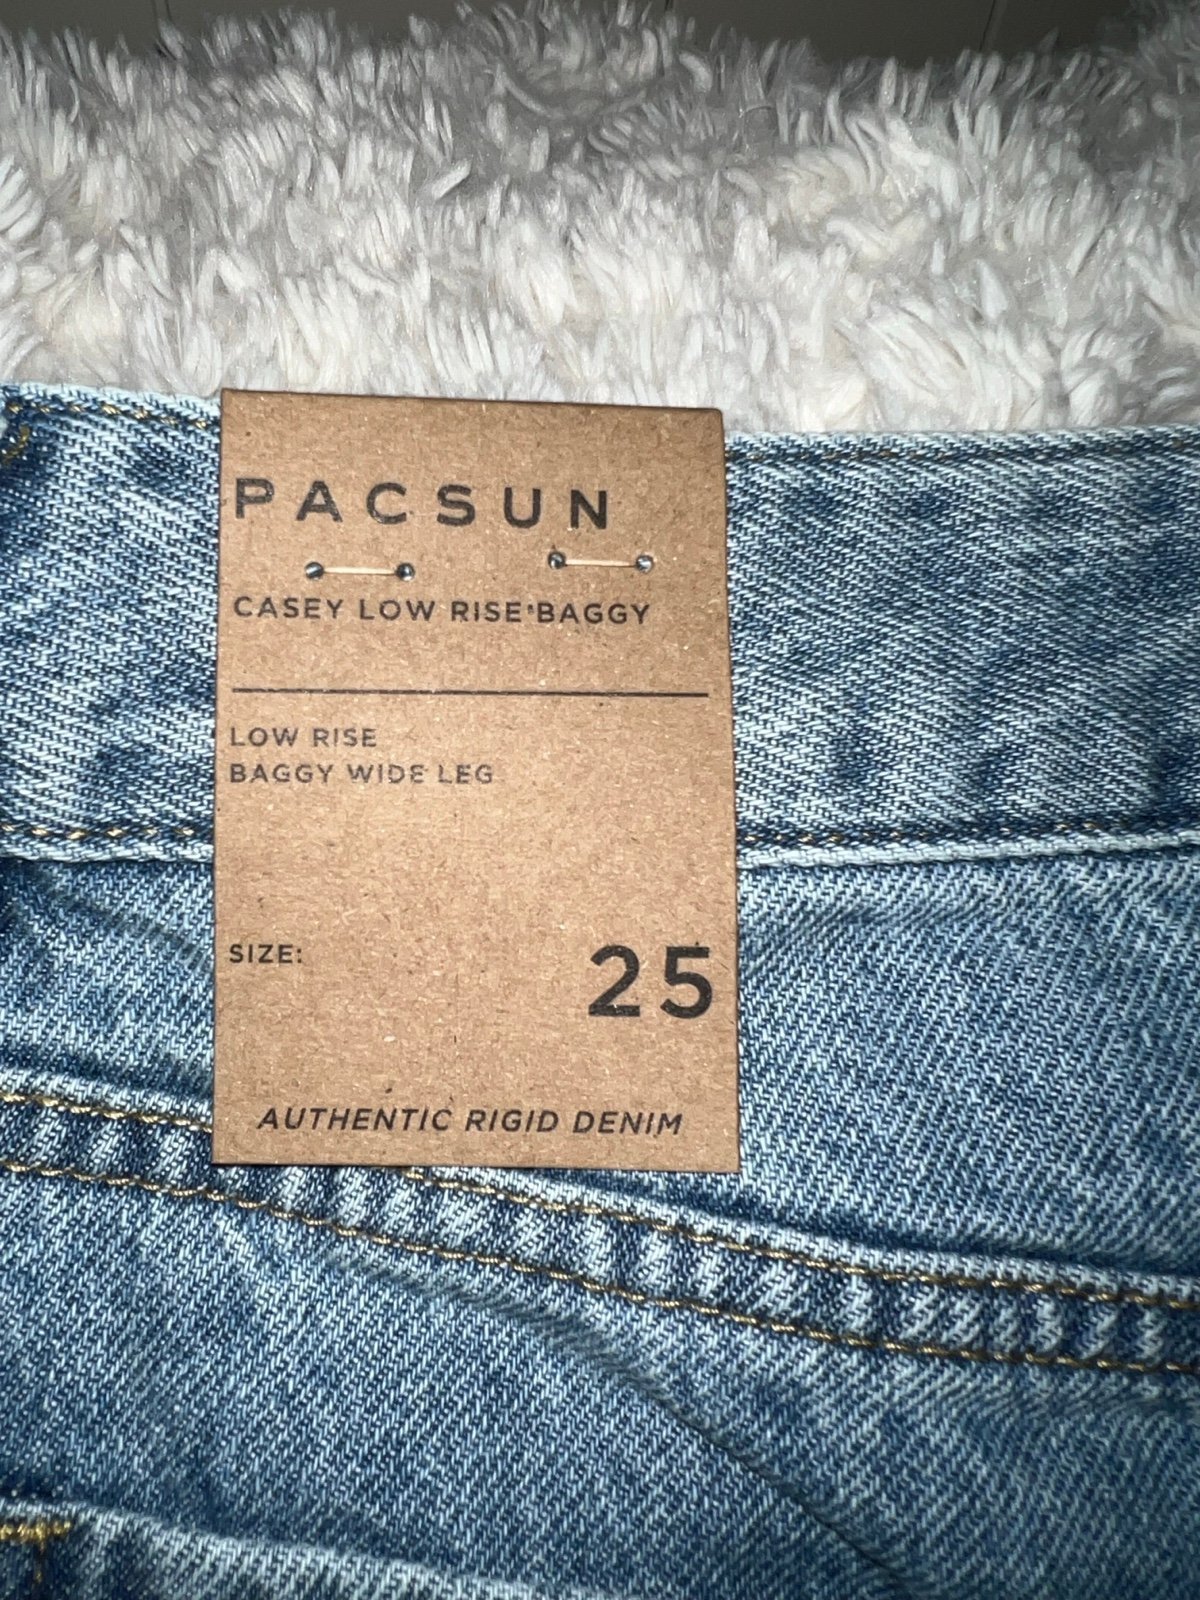 PACSUN
CASEY LOW RISE BAGGY
LOW RISE
BAGGY WIDE LEG
SIZE: 25
AUTHENTIC RIGID DENIM